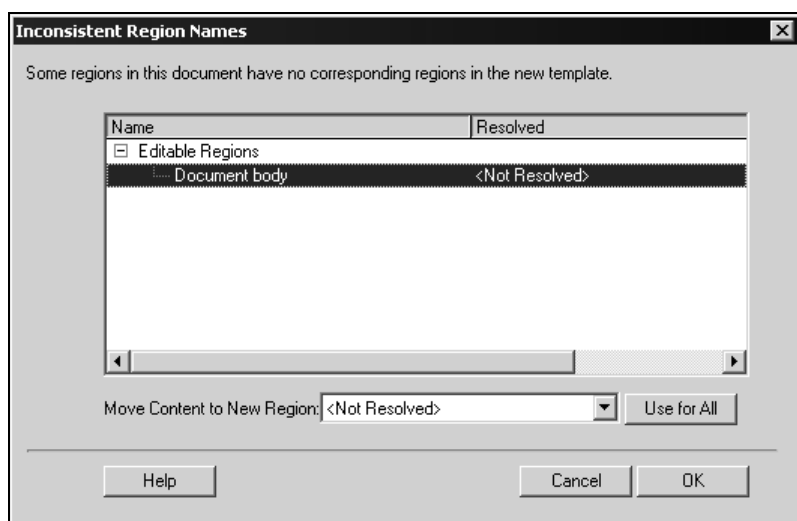 Inconsistent Region Names
Some regions in this document have no corresponding regions in the new template.
Name Resolved
Editable Regions
Document body <Not Resolved>
Move Content to New Region: <Not Resolved> Use for All
Help Cancel OK